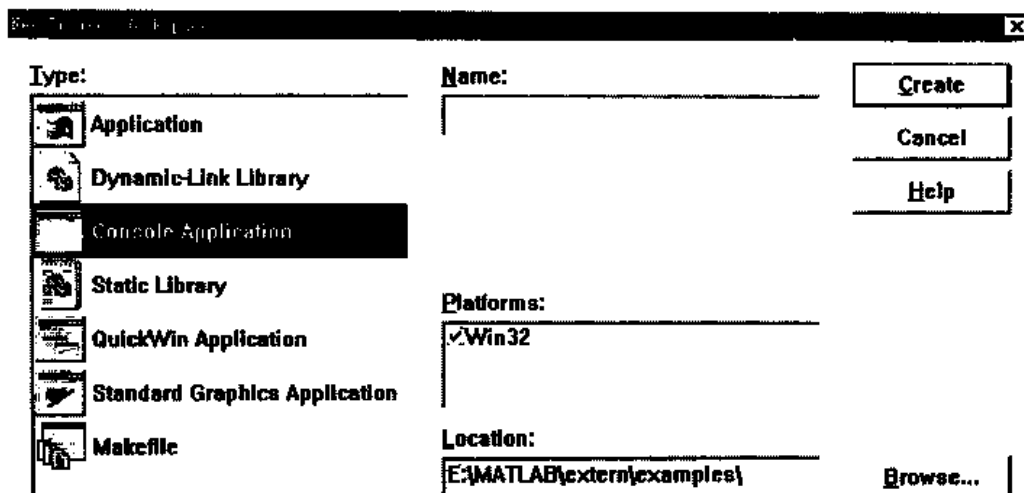 Type:
Application
Dynamic-Link Library
Console Application
Static Library
QuickWin Application
Standard Graphics Application
Makefile
Name:
Platforms:
Win32
Location:
E:\MATLAB\extern\examples\
Create
Cancel
Help
Browse...